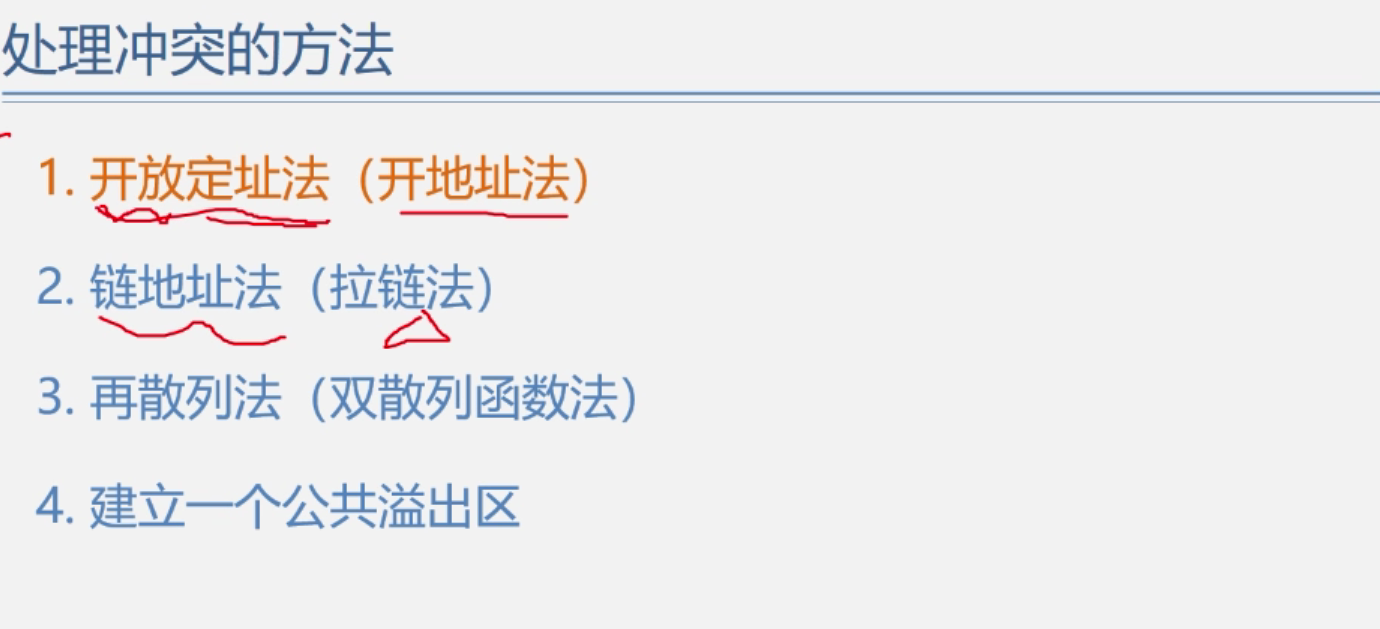 处理冲突的方法
1. 开放定址法（开地址法）
2. 链地址法（拉链法）
3. 再散列法（双散列函数法）
4. 建立一个公共溢出区